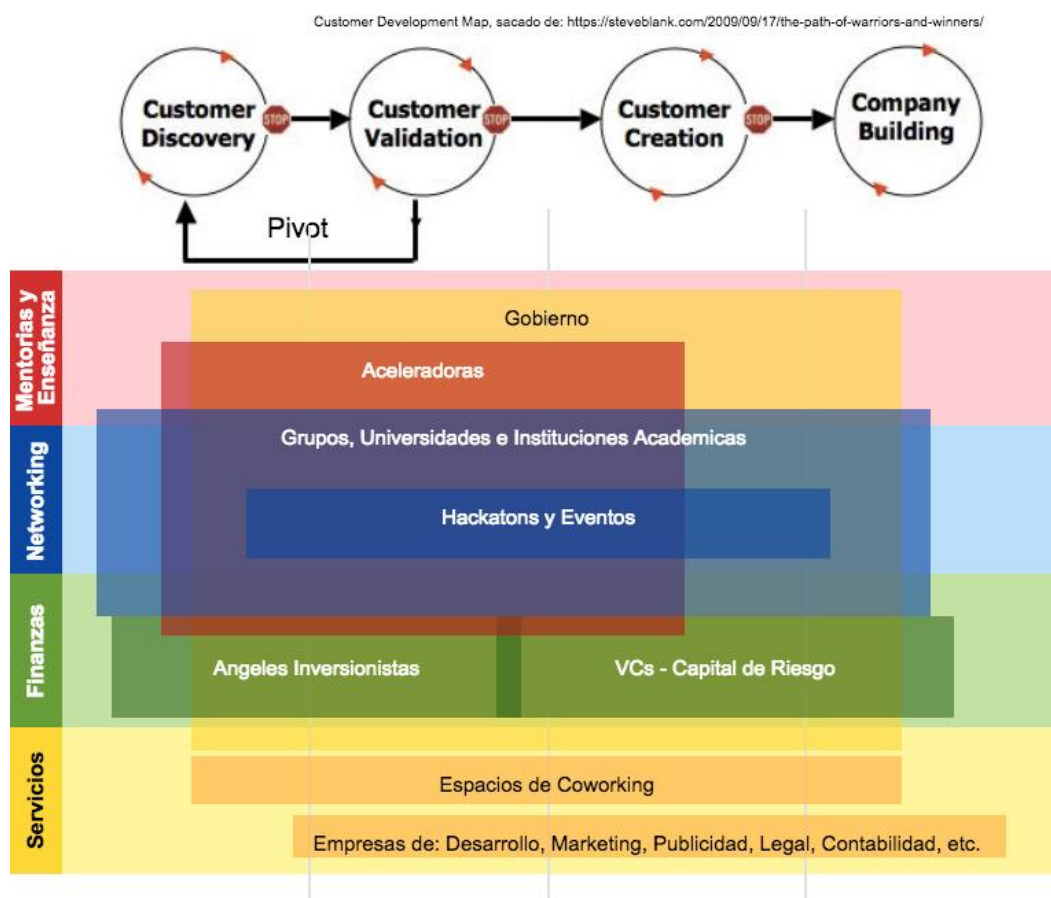 Customer Development Map, sacado de: https://steveblank.com/2009/09/17/the-path-of-warriors-and-winners/
Customer
Discovery
STOP
Customer
Validation
STOP
Customer
Creation
STOP
Company
Building
Pivot
Mentorias y
Enseñanza
Gobierno
Aceleradoras
Networking
Grupos, Universidades e Instituciones Academicas
Hackatons y Eventos
Finanzas
Angeles Inversionistas
VCs - Capital de Riesgo
Servicios
Espacios de Coworking
Empresas de: Desarrollo, Marketing, Publicidad, Legal, Contabilidad, etc.